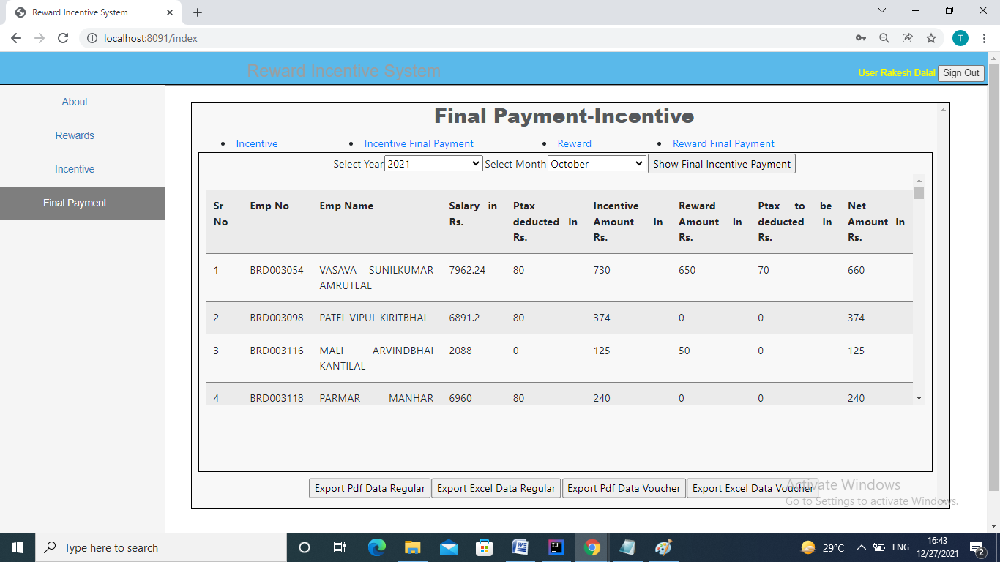 Reward Incentive System
localhost:8091/index
T
Reward Incentive System
User Rakesh Dalal Sign Out
About
Rewards
Incentive
Final Payment
Final Payment-Incentive
Incentive Incentive Final Payment Reward Reward Final Payment
Select Year 2021 Select Month October Show Final Incentive Payment
Sr Emp No Emp Name Salary in Ptax Incentive Reward Ptax to be Net
No Rs. deducted in Amount in Amount in deducted in Amount in
Rs. Rs. Rs. Rs. Rs.
1 BRD003054 VASAVA SUNILKUMAR 7962.24 80 730 650 70 660
AMRUTLAL
2 BRD003098 PATEL VIPUL KIRITBHAI 6891.2 80 374 0 0 374
3 BRD003116 MALI ARVINDBHAI 2088 0 125 50 0 125
KANTILAL
4 BRD003118 PARMAR MANHAR 6960 80 240 0 0 240
Export Pdf Data Regular Export Excel Data Regular Export Pdf Data Voucher Export Excel Data Voucher
Activate Windows
Go to Settings to activate Windows.
Type here to search
29°C ENG 16:43
12/27/2021 2